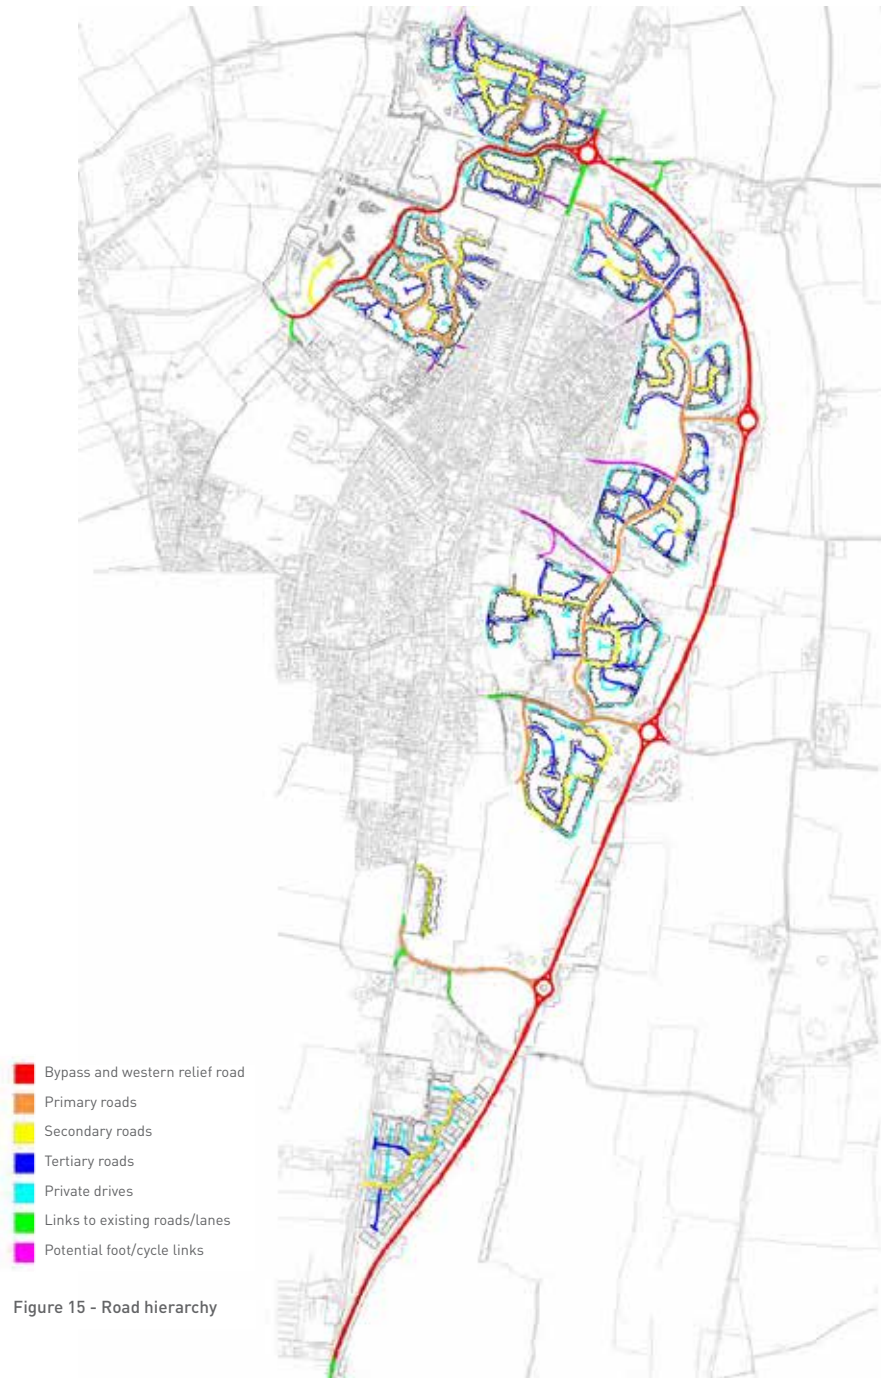 Bypass and western relief road
Primary roads
Secondary roads
Tertiary roads
Private drives
Links to existing roads/lanes
Potential foot/cycle links
Figure 15 - Road hierarchy